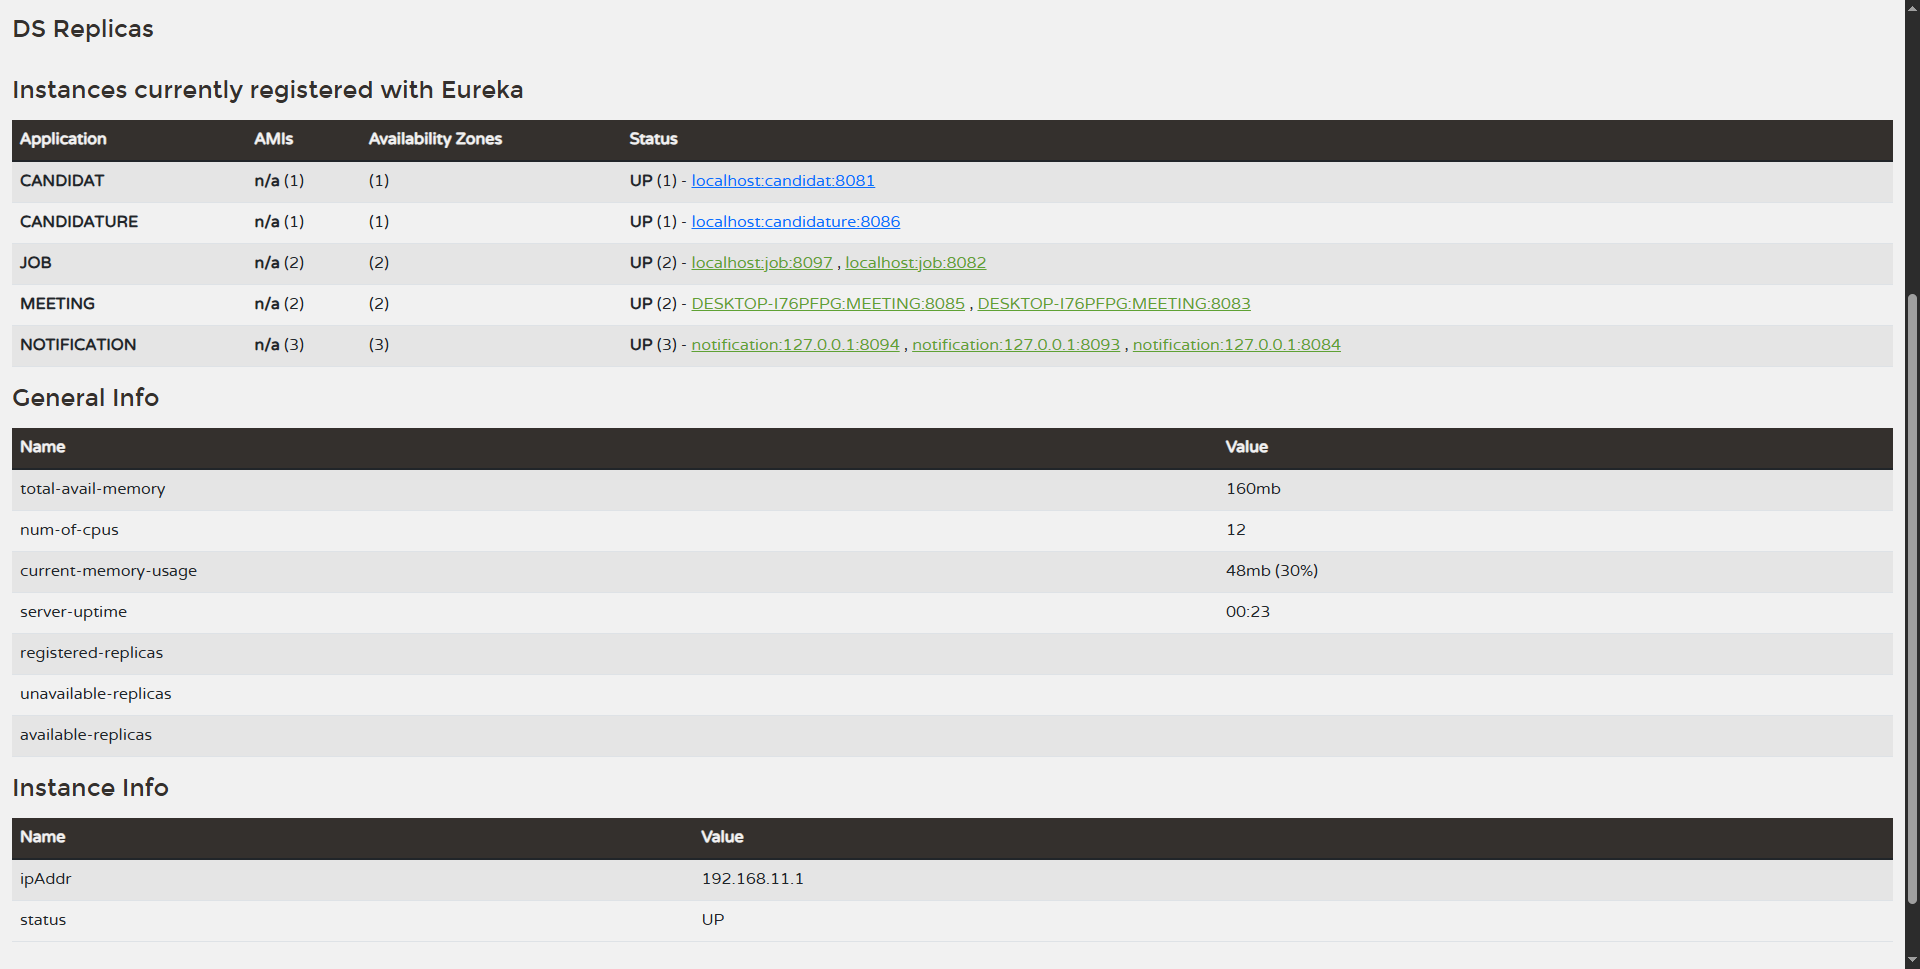 DS Replicas
Instances currently registered with Eureka
Application AMIs Availability Zones Status
CANDIDAT n/a (1) (1) UP (1) - localhost:candidat:8081
CANDIDATURE n/a (1) (1) UP (1) - localhost:candidature:8086
JOB n/a (2) (2) UP (2) - localhost:job:8097 , localhost:job:8082
MEETING n/a (2) (2) UP (2) - DESKTOP-I76PFPG:MEETING:8085 , DESKTOP-I76PFPG:MEETING:8083
NOTIFICATION n/a (3) (3) UP (3) - notification:127.0.0.1:8094 , notification:127.0.0.1:8093 , notification:127.0.0.1:8084
General Info
Name Value
total-avail-memory 160mb
num-of-cpus 12
current-memory-usage 48mb (30%)
server-uptime 00:23
registered-replicas
unavailable-replicas
available-replicas
Instance Info
Name Value
ipAddr 192.168.11.1
status UP